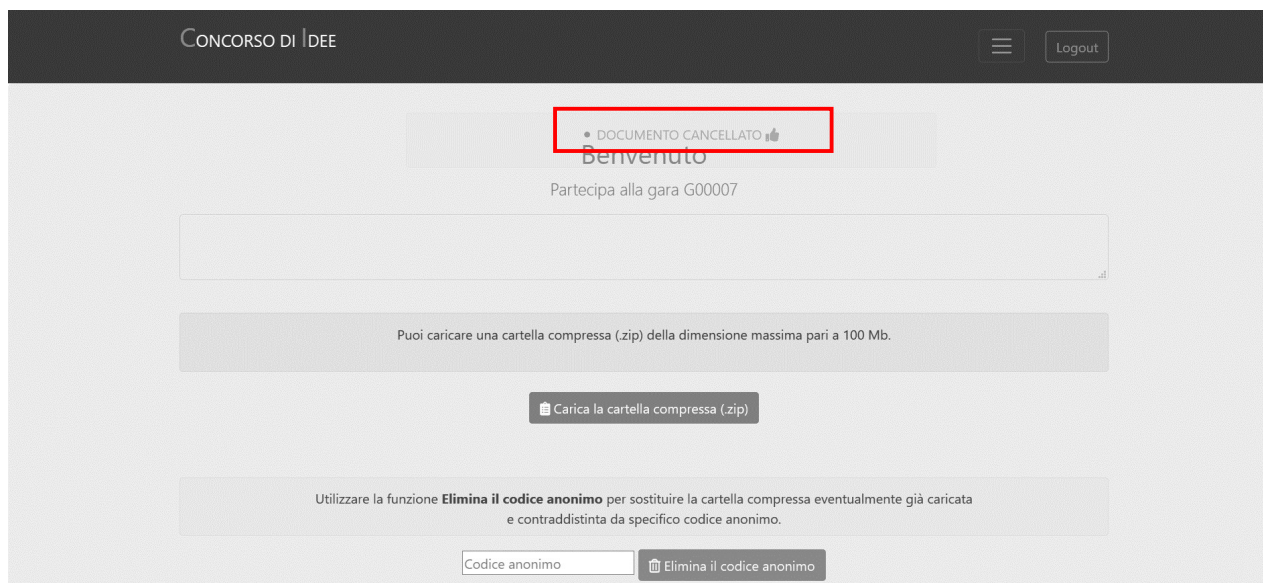 CONCORSO DI IDEE
Logout
• DOCUMENTO CANCELLATO
Benvenuto
Partecipa alla gara G00007
Puoi caricare una cartella compressa (.zip) della dimensione massima pari a 100 Mb.
Carica la cartella compressa (.zip)
Utilizzare la funzione Elimina il codice anonimo per sostituire la cartella compressa eventualmente già caricata
e contraddistinta da specifico codice anonimo.
Codice anonimo
Elimina il codice anonimo